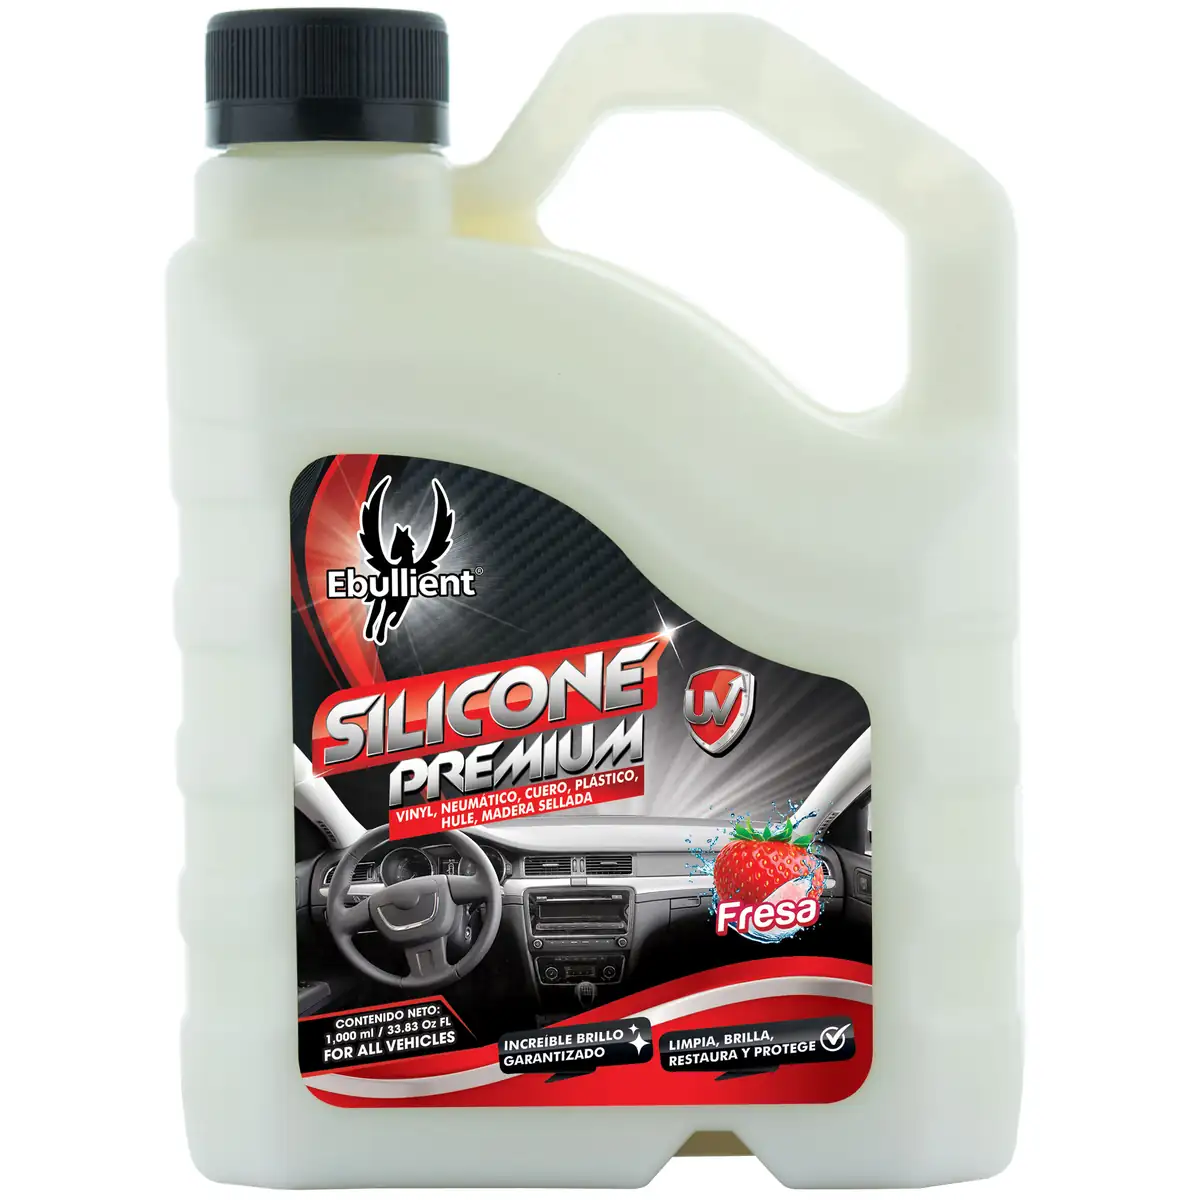 Ebullient®
SILICONE
PREMIUM
VINYL, NEUMÁTICO, CUERO, PLÁSTICO,
HULE, MADERA SELLADA
UV
Fresa
CONTENIDO NETO:
1,000 ml / 33.83 Oz FL
FOR ALL VEHICLES
INCREÍBLE BRILLO
GARANTIZADO
LIMPIA, BRILLA,
RESTAURA Y PROTEGE